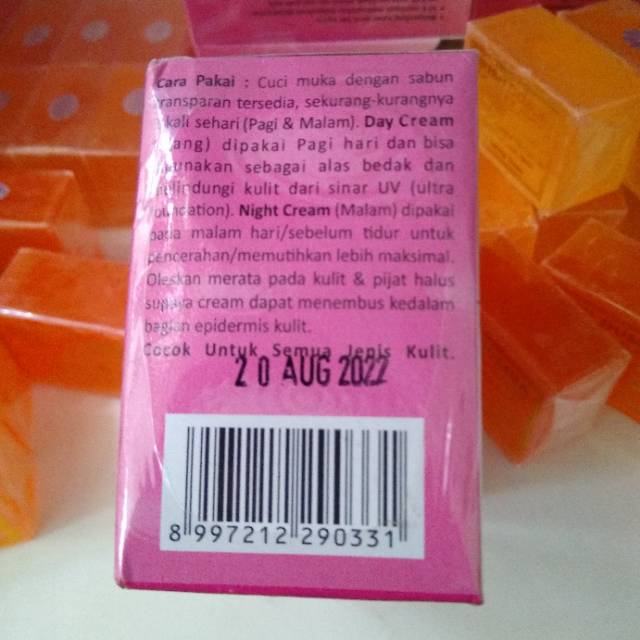 Cara Pakai : Cuci muka dengan sabun
transparan tersedia, sekurang-kurangnya
kali sehari (Pagi & Malam). Day Cream
dipakai Pagi hari dan bisa
digunakan sebagai alas bedak dan
melindungi kulit dari sinar UV (ultra
foundation). Night Cream (Malam) dipakai
pada malam hari/sebelum tidur untuk
pencerahan/memutihkan lebih maksimal.
Oleskan merata pada kulit & pijat halus
supaya cream dapat menembus kedalam
bagian epidermis kulit.
Cocok Untuk Semua Jenis Kulit.
20 AUG 2022
8 997212 290331